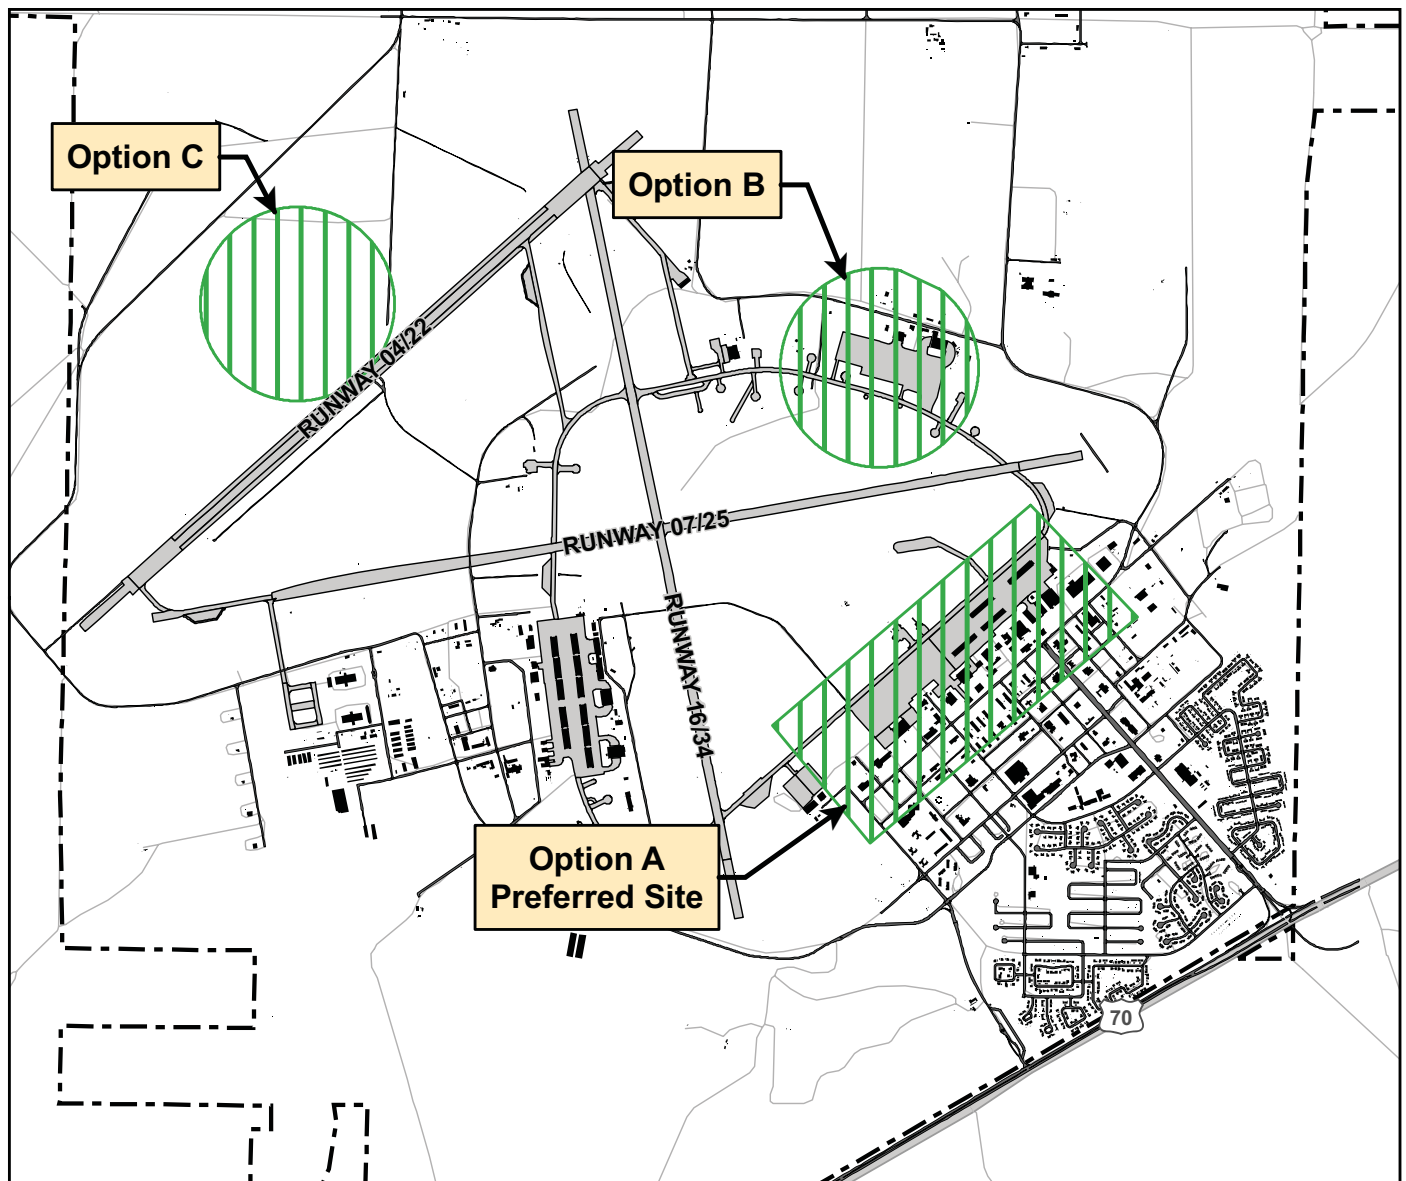 Option C
Option B
RUNWAY 04/22
RUNWAY 07/25
RUNWAY 16/34
Option A
Preferred Site
70